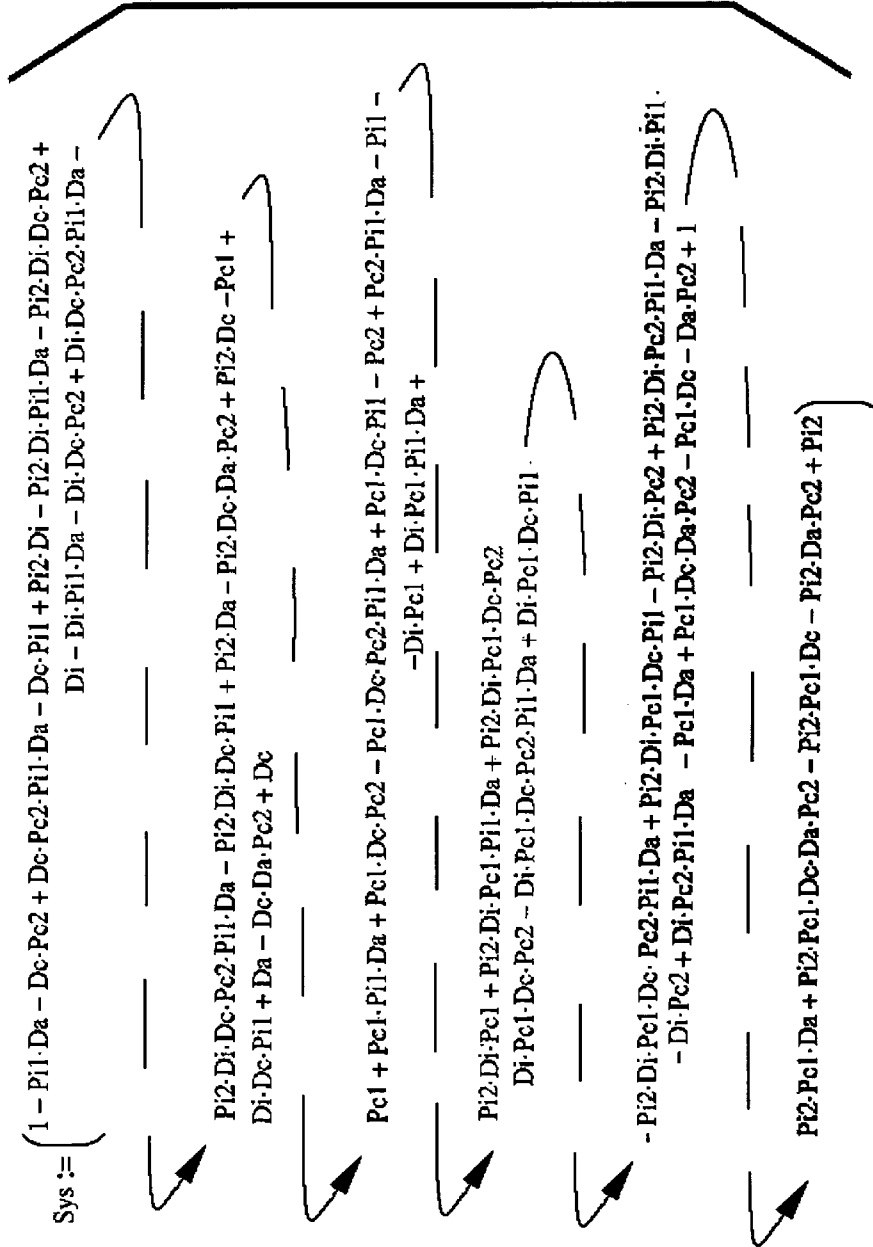 Sys := ( 1 – Pi1·Da – Dc·Pc2 + Dc·Pc2·Pi1·Da – Dc·Pi1 + Pi2·Di – Pi2·Di·Pi1·Da – Pi2·Di·Dc·Pc2 +
Di – Di·Pi1·Da – Di·Dc·Pc2 + Di·Dc·Pc2·Pi1·Da –
Pi2·Di·Dc·Pc2·Pi1·Da – Pi2·Di·Dc·Pi1 + Pi2·Da – Pi2·Dc·Da·Pc2 + Pi2·Dc –Pc1 +
Di·Dc·Pi1 + Da – Dc·Da·Pc2 + Dc
Pc1 + Pc1·Pi1·Da + Pc1·Dc·Pc2 – Pc1·Dc·Pc2·Pi1·Da + Pc1·Dc·Pi1 – Pc2 + Pc2·Pi1·Da – Pi1 –
–Di·Pc1 + Di·Pc1·Pi1·Da +
Pi2·Di·Pc1 + Pi2·Di·Pc1·Pi1·Da + Pi2·Di·Pc1·Dc·Pc2
Di·Pc1·Dc·Pc2 – Di·Pc1·Dc·Pc2·Pi1·Da + Di·Pc1·Dc·Pi1 ·
- Pi2·Di·Pc1·Dc· Pc2·Pi1·Da + Pi2·Di·Pc1·Dc·Pi1 – Pi2·Di·Pc2 + Pi2·Di·Pc2·Pi1·Da – Pi2·Di·Pi1 ·
- Di·Pc2 + Di·Pc2·Pi1·Da – Pc1·Da + Pc1·Dc·Da·Pc2 – Pc1·Dc – Da·Pc2 + 1
Pi2·Pc1·Da + Pi2·Pc1·Dc·Da·Pc2 – Pi2·Pc1·Dc – Pi2·Da·Pc2 + Pi2 )